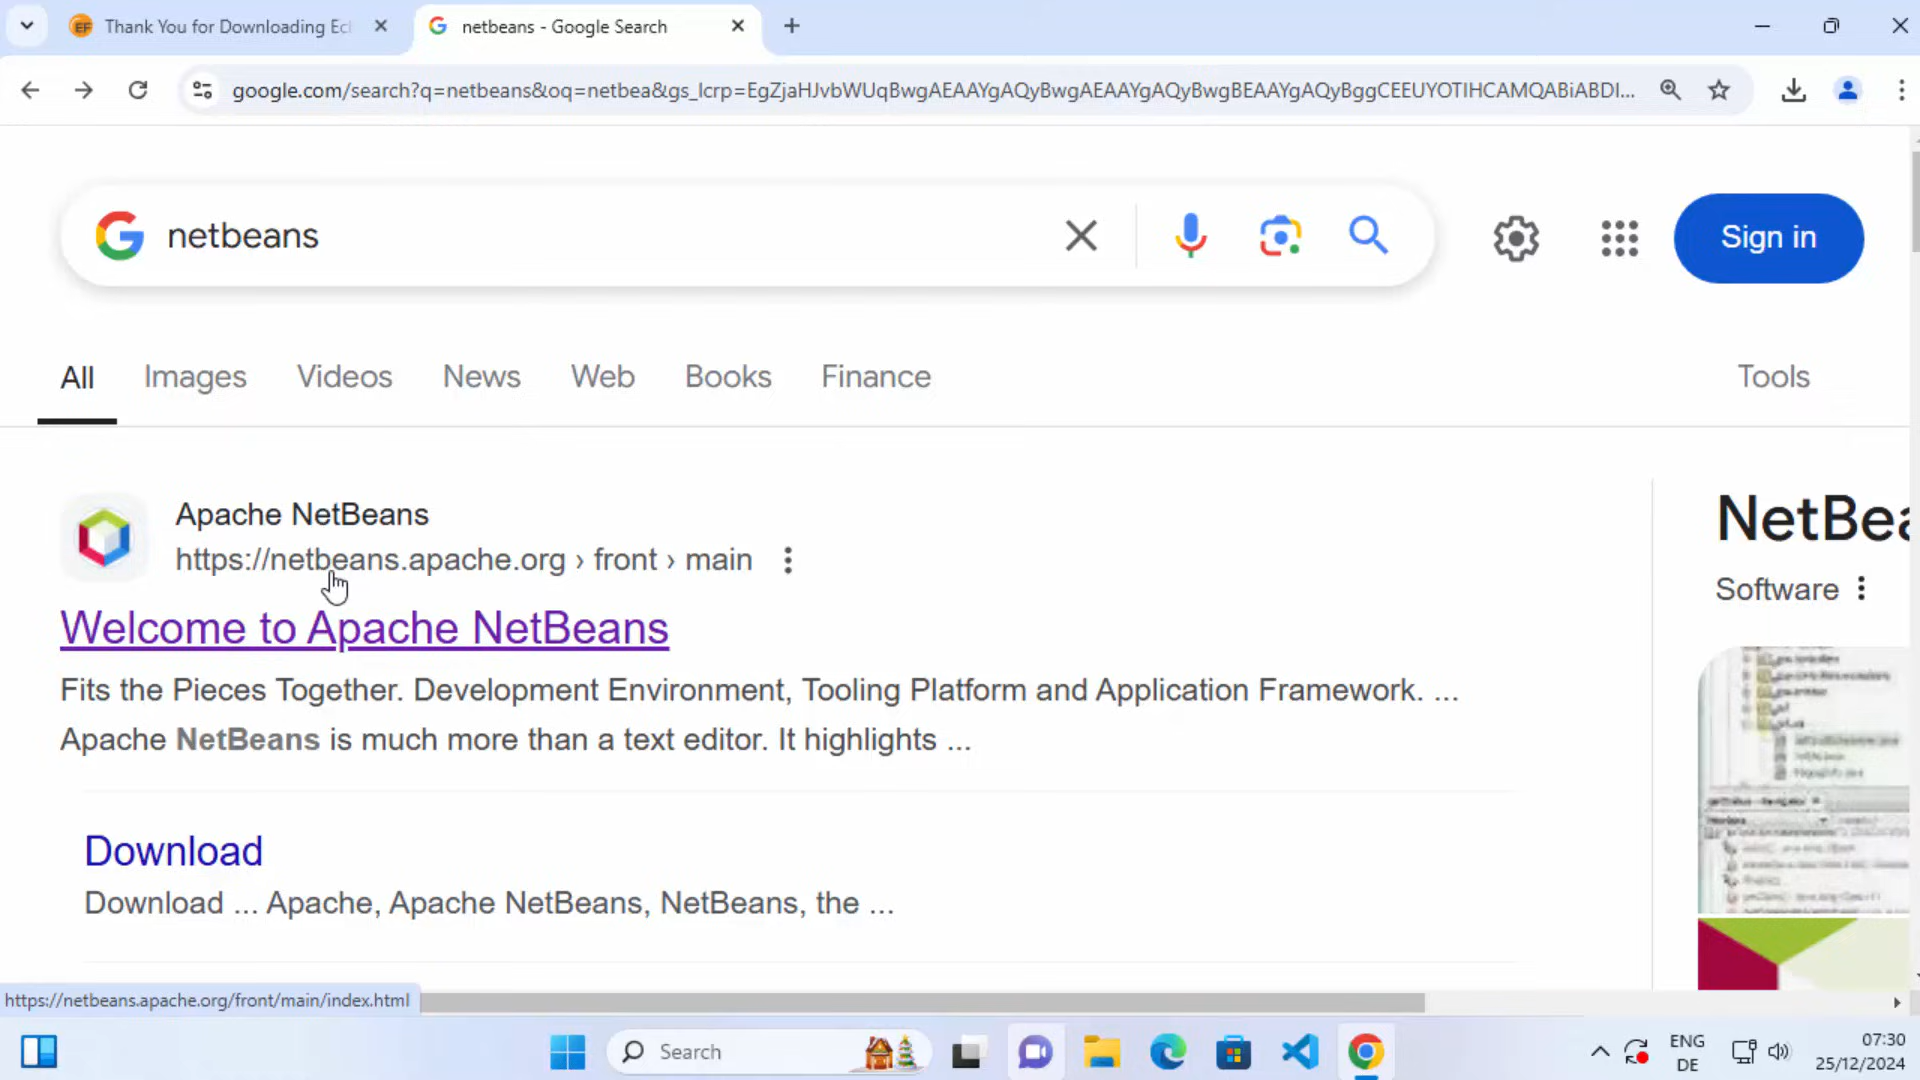 Thank You for Downloading Ecl
netbeans - Google Search
google.com/search?q=netbeans&oq=netbea&gs_lcrp=EgZjaHJvbWUqBwgAEAAYgAQyBwgAEAAYgAQyBwgBEAAYgAQyBggCEEUYOTIHCAMQABiABDI...
netbeans
Sign in
All
Images
Videos
News
Web
Books
Finance
Tools
Apache NetBeans
https://netbeans.apache.org › front › main
Welcome to Apache NetBeans
Fits the Pieces Together. Development Environment, Tooling Platform and Application Framework. ...
Apache NetBeans is much more than a text editor. It highlights ...
Download
Download ... Apache, Apache NetBeans, NetBeans, the ...
NetBea
Software
https://netbeans.apache.org/front/main/index.html
Search
ENG
DE
07:30
25/12/2024